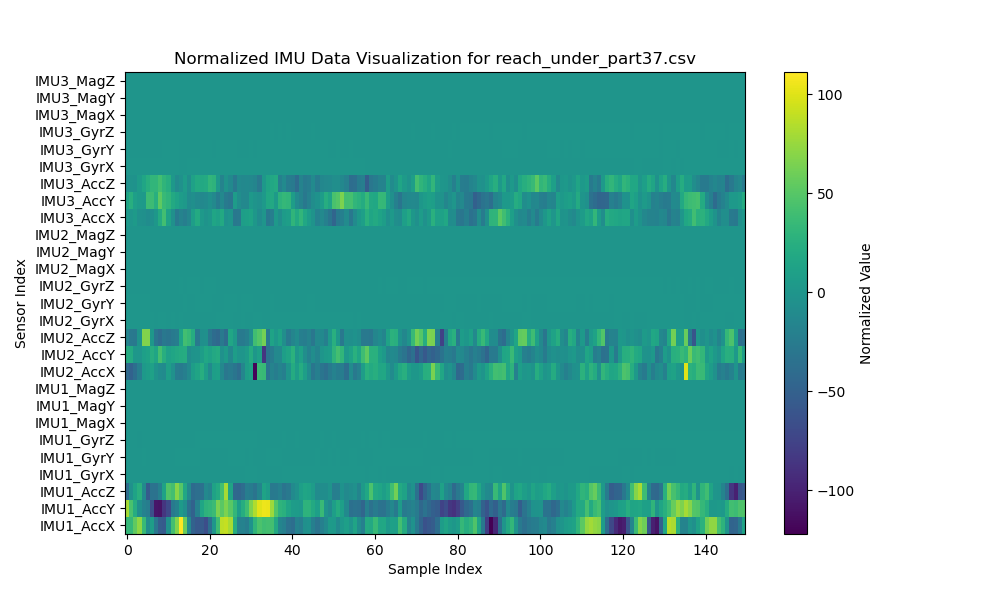 Normalized IMU Data Visualization for reach_under_part37.csv
IMU3_MagZ
IMU3_MagY
IMU3_MagX
IMU3_GyrZ
IMU3_GyrY
IMU3_GyrX
IMU3_AccZ
IMU3_AccY
IMU3_AccX
IMU2_MagZ
IMU2_MagY
IMU2_MagX
IMU2_GyrZ
IMU2_GyrY
IMU2_GyrX
IMU2_AccZ
IMU2_AccY
IMU2_AccX
IMU1_MagZ
IMU1_MagY
IMU1_MagX
IMU1_GyrZ
IMU1_GyrY
IMU1_GyrX
IMU1_AccZ
IMU1_AccY
IMU1_AccX
Sensor Index
0 20 40 60 80 100 120 140
Sample Index
100
50
0
−50
−100
Normalized Value